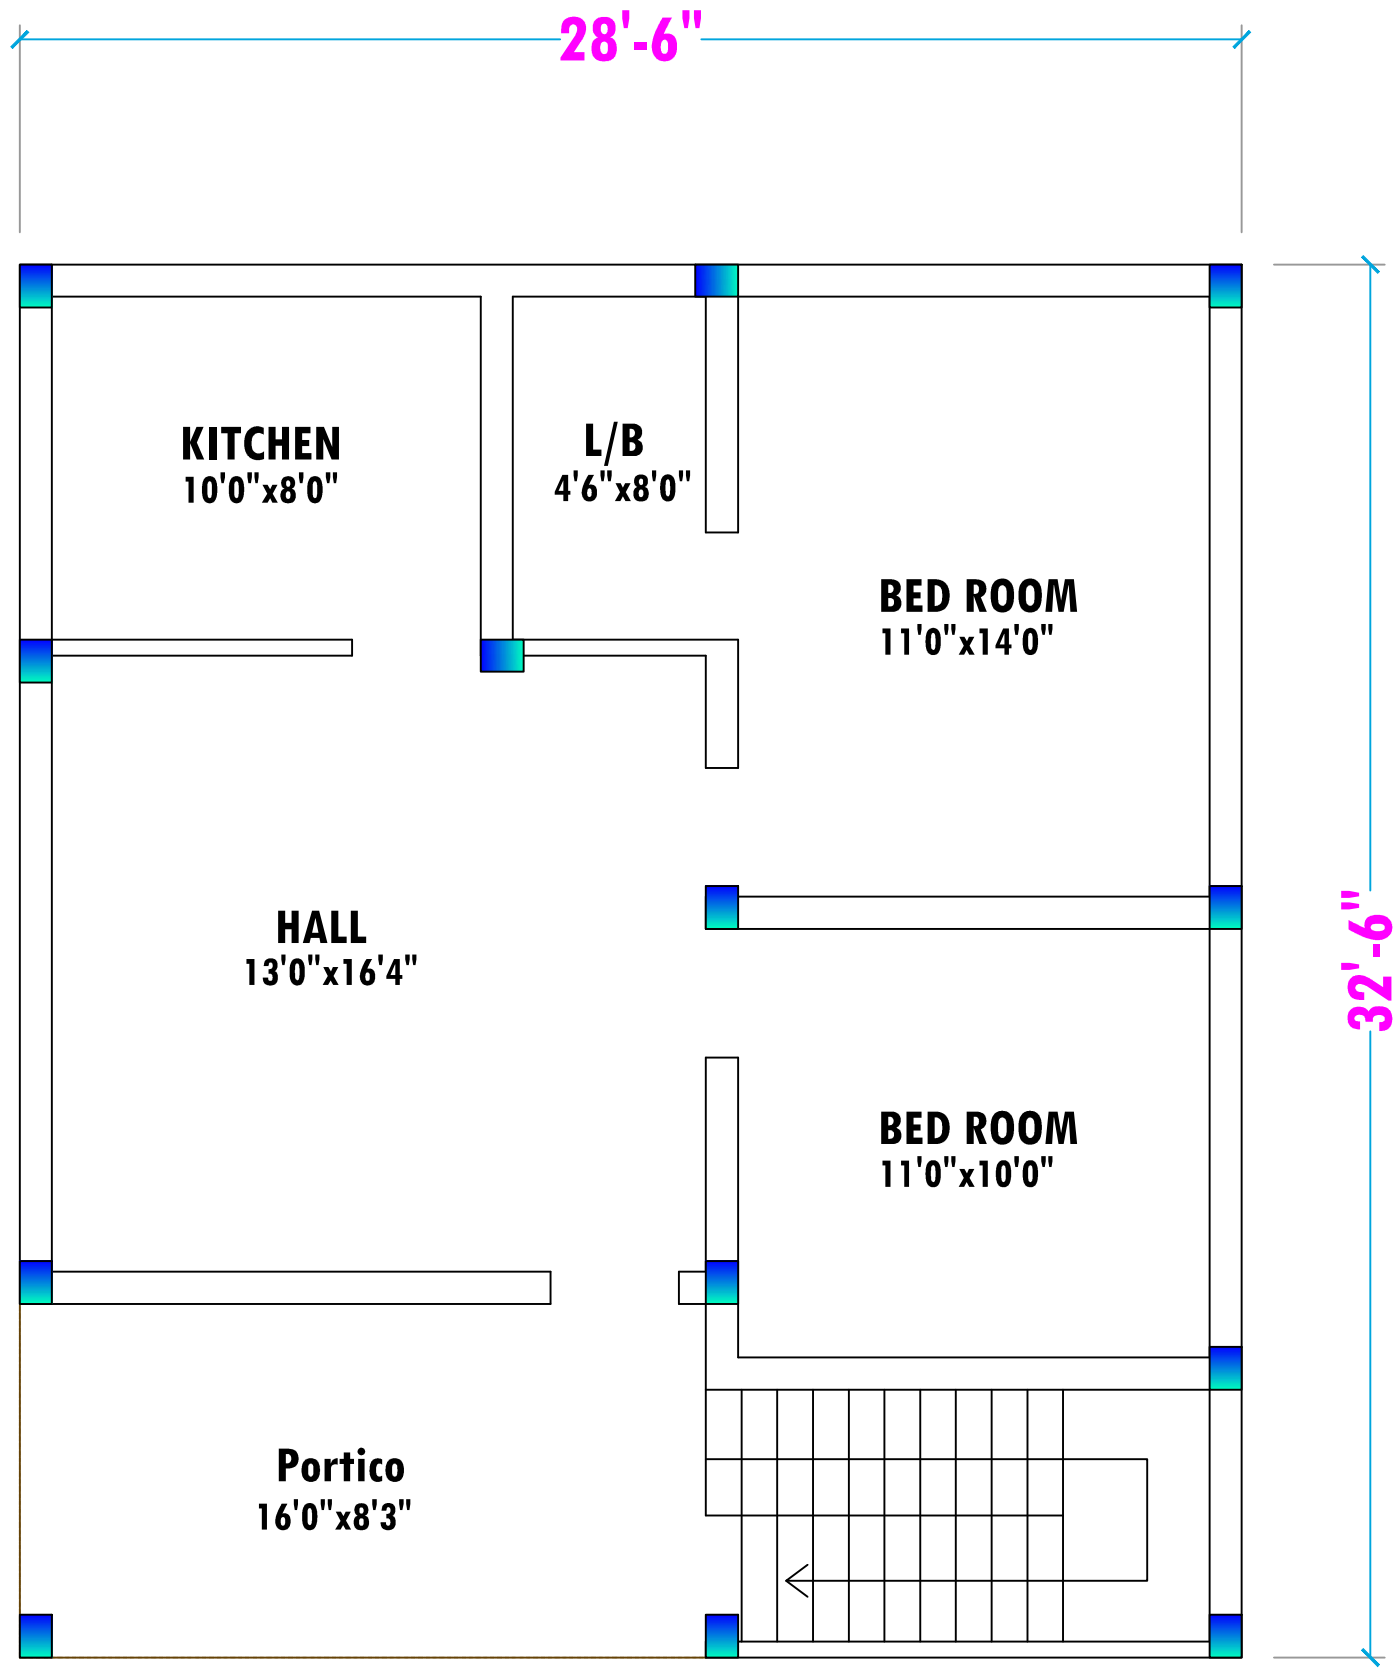 28'-6"
KITCHEN
10'0"x8'0"
L/B
4'6"x8'0"
BED ROOM
11'0"x14'0"
HALL
13'0"x16'4"
32'-6"
BED ROOM
11'0"x10'0"
Portico
16'0"x8'3"